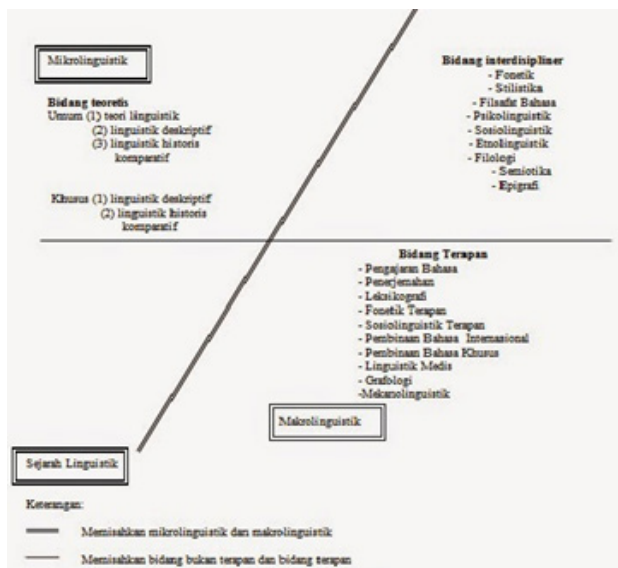 Mikrolinguistik
Bidang teoretis
Umum (1) teori linguistik
(2) linguistik deskriptif
(3) linguistik historis
komparatif
Khusus (1) linguistik deskriptif
(2) linguistik historis
komparatif
Bidang interdisipliner
- Fonetik
- Stilistika
- Filsafat Bahasa
- Psikolinguistik
- Sosiolinguistik
- Etnolinguistik
- Filologi
- Semiotika
- Epigrafi
Bidang Terapan
- Pengajaran Bahasa
- Penerjemahan
- Leksikografi
- Fonetik Terapan
- Sosiolinguistik Terapan
- Pembinaan Bahasa Internasional
- Pembinaan Bahasa Khusus
- Linguistik Medis
- Grafologi
-Mekanolinguistik
Makrolinguistik
Sejarah Linguistik
Keterangan:
Memisahkan mikrolinguistik dan makrolinguistik
Memisahkan bidang bukan terapan dan bidang terapan